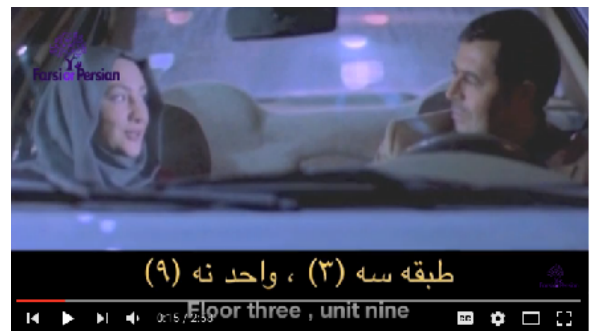 Farsi or Persian
طبقه سه (۳) ، واحد نه (۹)
Floor three , unit nine